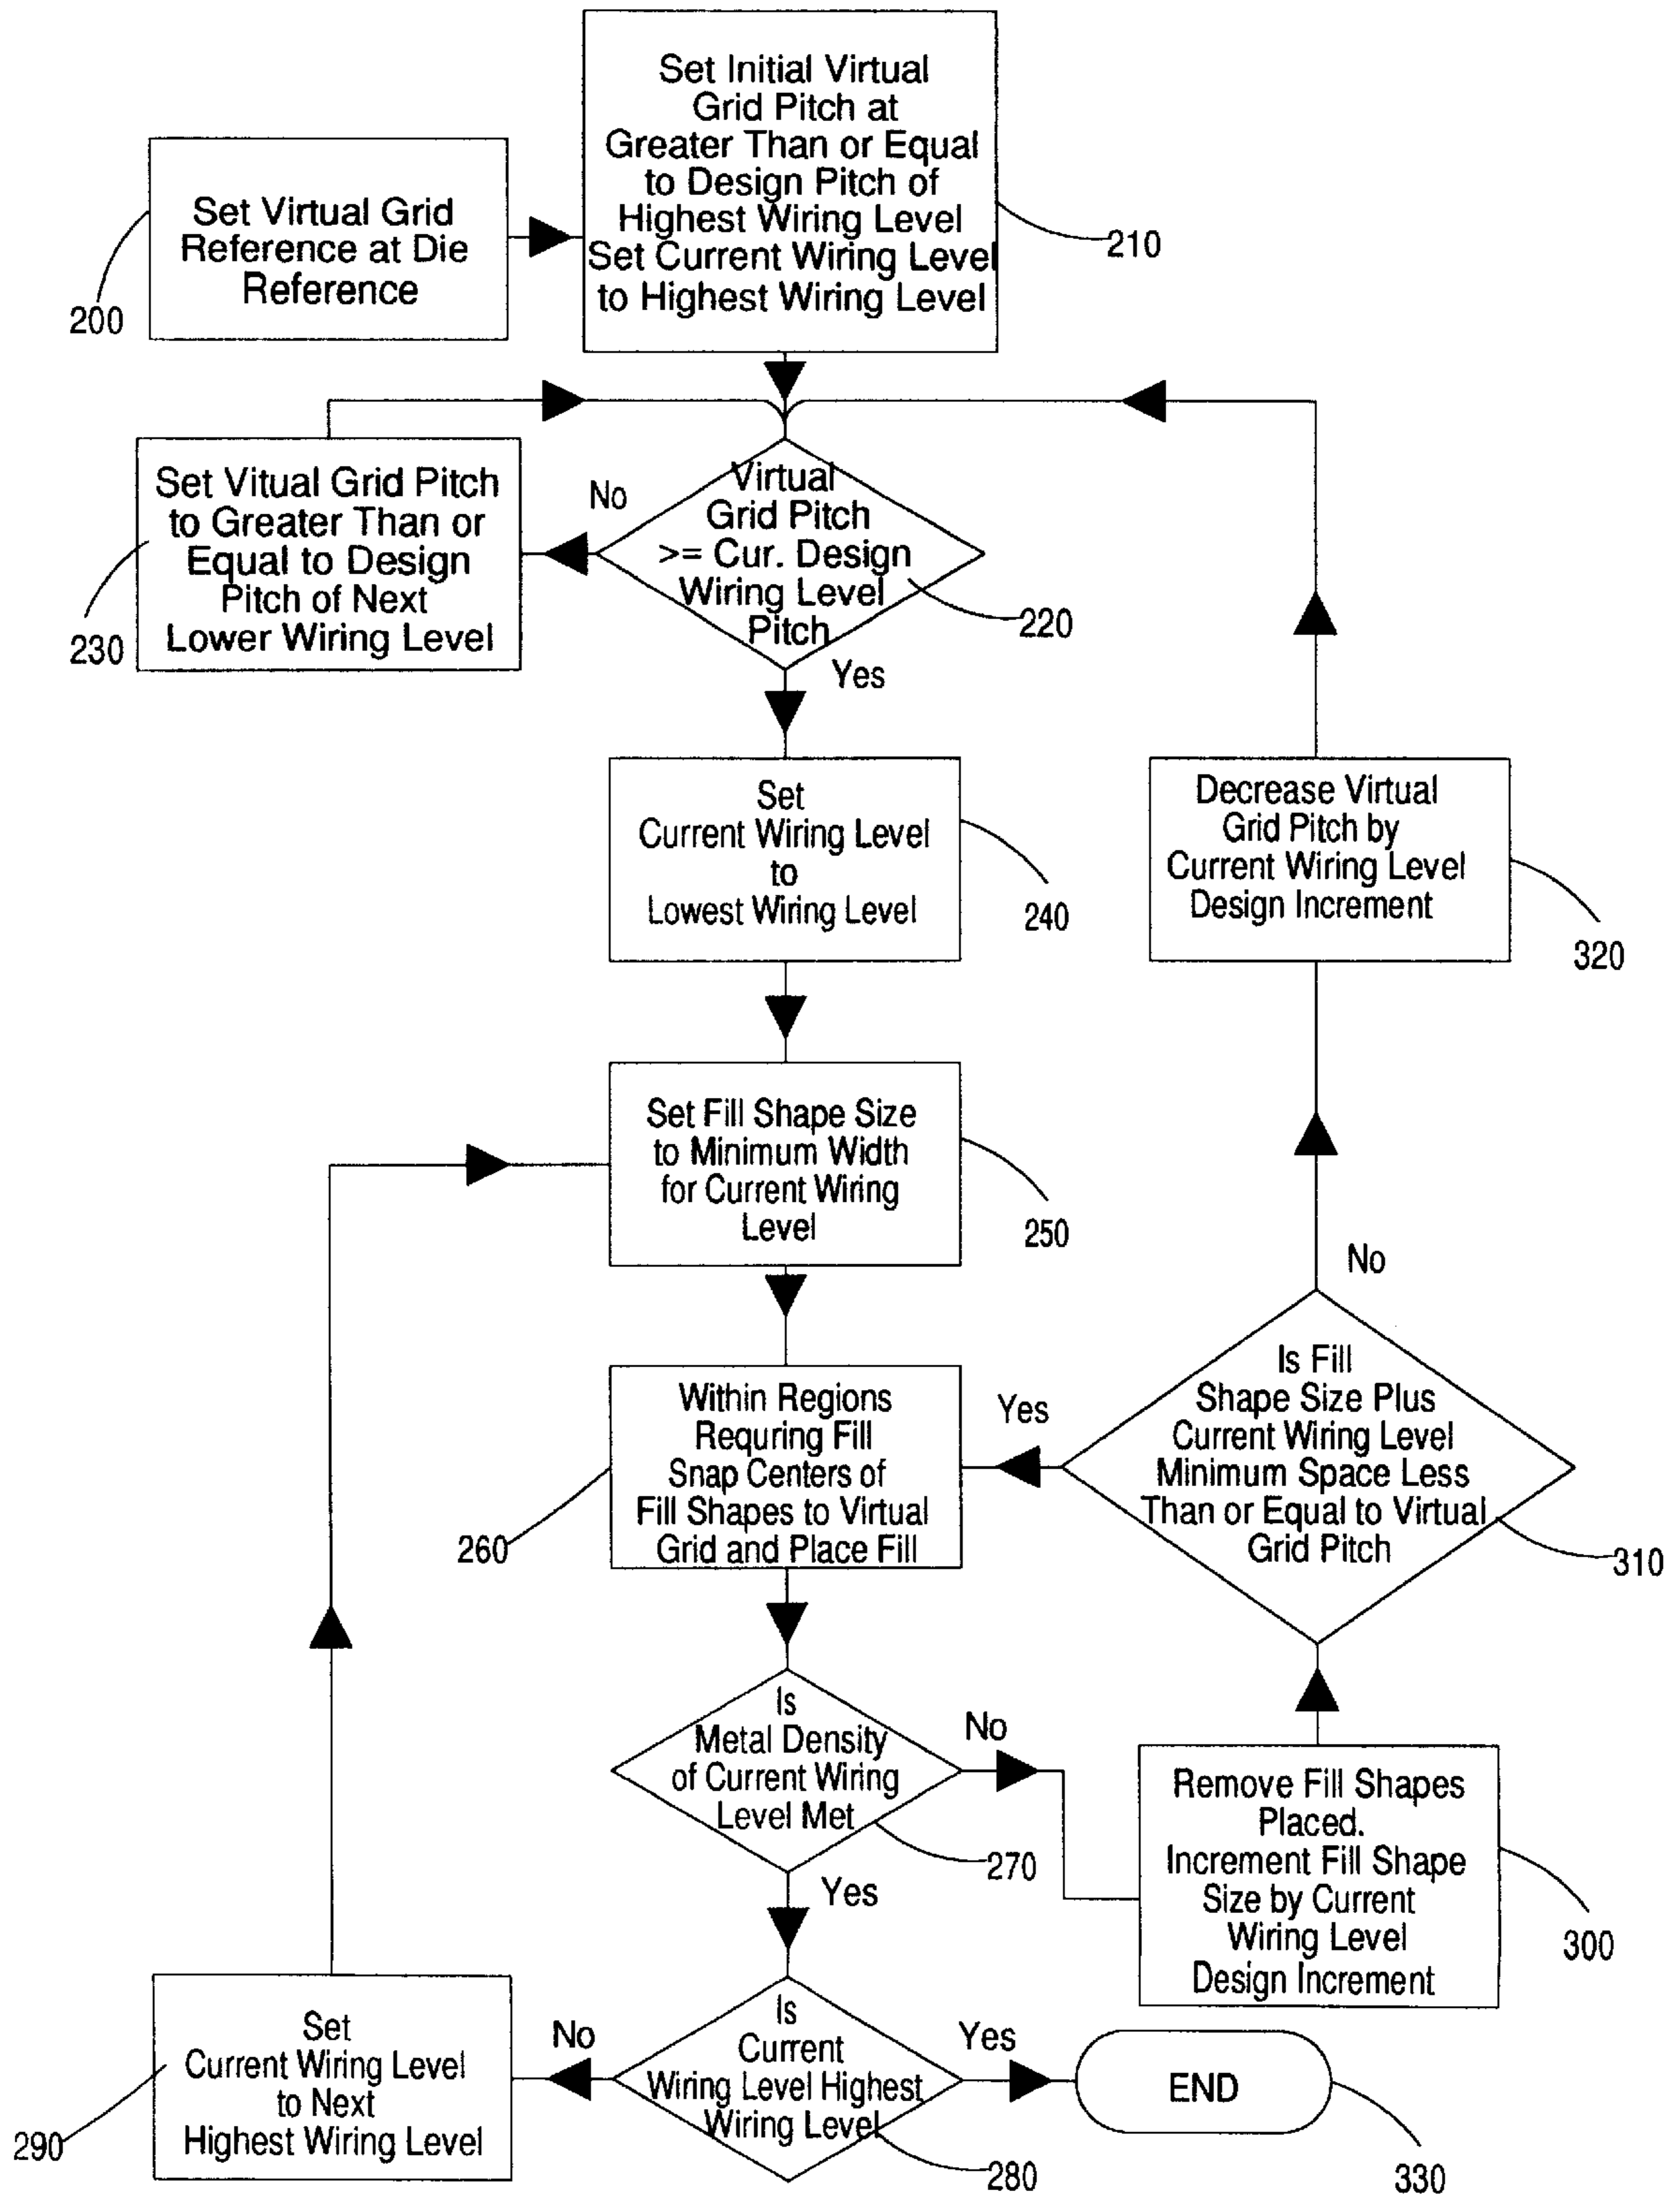 Set Initial Virtual
Grid Pitch at
Greater Than or Equal
to Design Pitch of
Highest Wiring Level
Set Current Wiring Level
to Highest Wiring Level
210
Set Virtual Grid
Reference at Die
Reference
200
Set Vitual Grid Pitch
to Greater Than or
Equal to Design
Pitch of Next
Lower Wiring Level
230
No
Virtual
Grid Pitch
>= Cur. Design
Wiring Level
Pitch
220
Yes
Set
Current Wiring Level
to
Lowest Wiring Level
240
Decrease Virtual
Grid Pitch by
Current Wiring Level
Design Increment
320
Set Fill Shape Size
to Minimum Width
for Current Wiring
Level
250
No
Within Regions
Requring Fill
Snap Centers of
Fill Shapes to Virtual
Grid and Place Fill
260
Yes
Is Fill
Shape Size Plus
Current Wiring Level
Minimum Space Less
Than or Equal to Virtual
Grid Pitch
310
Is
Metal Density
of Current Wiring
Level Met
270
No
Yes
Remove Fill Shapes
Placed.
Increment Fill Shape
Size by Current
Wiring Level
Design Increment
300
Set
Current Wiring Level
to Next
Highest Wiring Level
290
No
Is
Current
Wiring Level Highest
Wiring Level
280
Yes
END
330